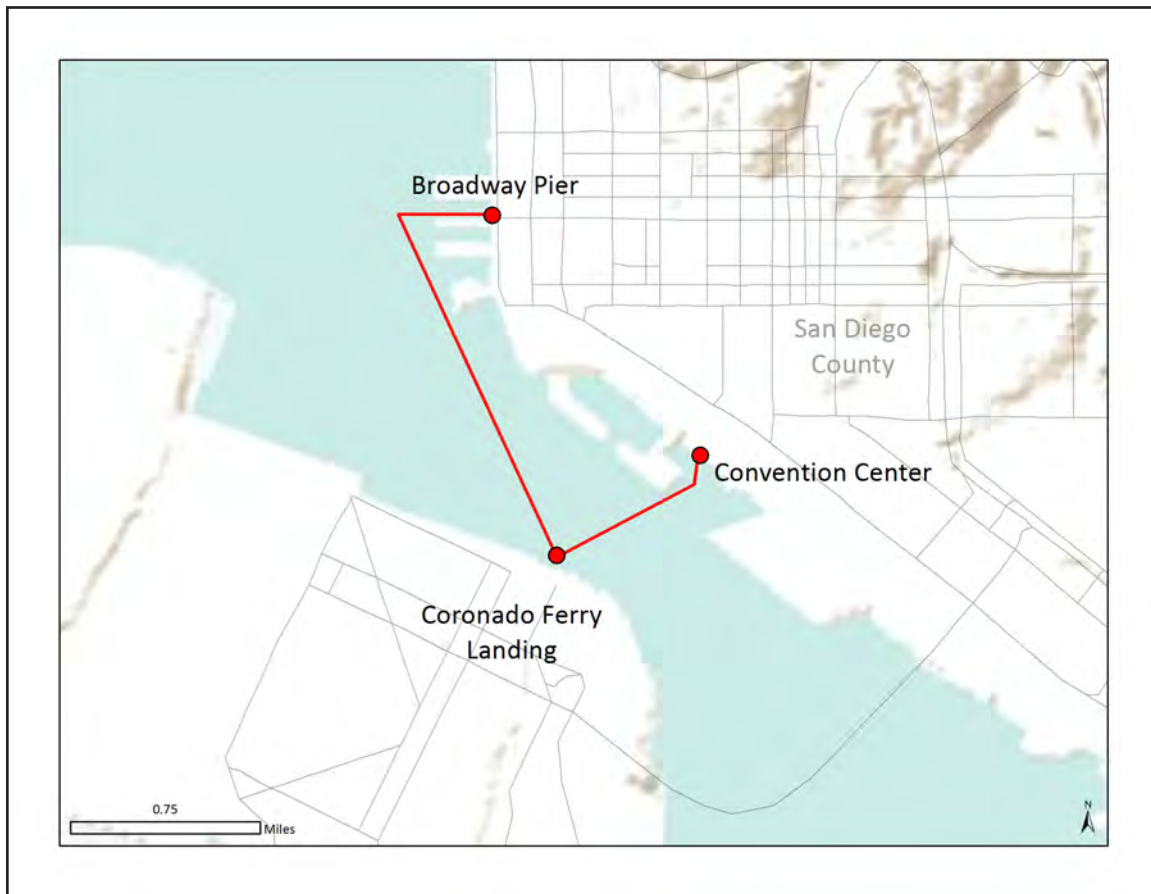 Broadway Pier
San Diego
County
Convention Center
Coronado Ferry
Landing
0.75
Miles
N